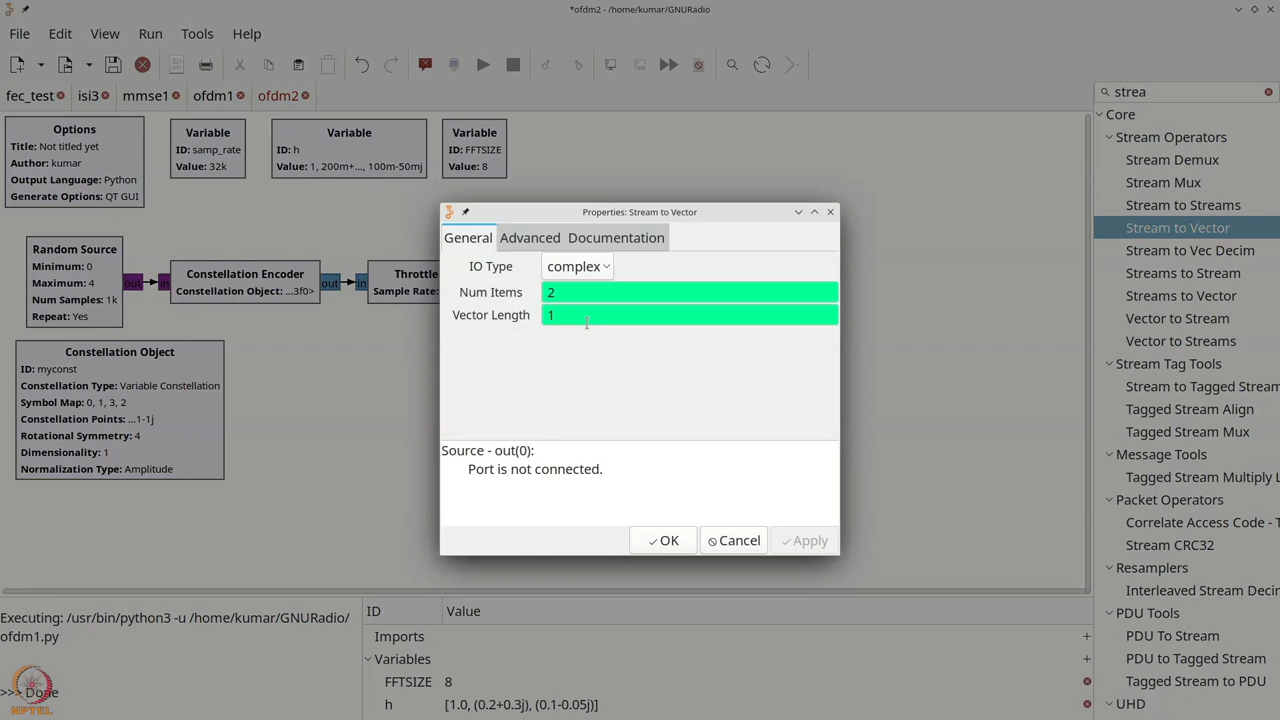 *ofdm2 - /home/kumar/GNURadio
File Edit View Run Tools Help
fec_test isi3 mmse1 ofdm1 ofdm2
strea
Options
Title: Not titled yet
Author: kumar
Output Language: Python
Generate Options: QT GUI
Variable
ID: samp_rate
Value: 32k
Variable
ID: h
Value: 1, 200m+..., 100m-50mj
Variable
ID: FFTSIZE
Value: 8
Random Source
Minimum: 0
Maximum: 4
Num Samples: 1k
Repeat: Yes
out
in
Constellation Encoder
Constellation Object: ...3f0>
out
in
Throttle
Sample Rate:
Constellation Object
ID: myconst
Constellation Type: Variable Constellation
Symbol Map: 0, 1, 3, 2
Constellation Points: ...1-1j
Rotational Symmetry: 4
Dimensionality: 1
Normalization Type: Amplitude
Properties: Stream to Vector
General Advanced Documentation
IO Type complex
Num Items 2
Vector Length 1
Source - out(0):
Port is not connected.
OK Cancel Apply
Core
Stream Operators
Stream Demux
Stream Mux
Stream to Streams
Stream to Vector
Stream to Vec Decim
Streams to Stream
Streams to Vector
Vector to Stream
Vector to Streams
Stream Tag Tools
Stream to Tagged Stream
Tagged Stream Align
Tagged Stream Mux
Message Tools
Tagged Stream Multiply L
Packet Operators
Correlate Access Code - T
Stream CRC32
Resamplers
Interleaved Stream Decin
PDU Tools
PDU To Stream
PDU to Tagged Stream
Tagged Stream to PDU
UHD
Executing: /usr/bin/python3 -u /home/kumar/GNURadio/
ofdm1.py
>>> Done
NPTEL
ID Value
Imports +
Variables +
FFTSIZE 8
h [1.0, (0.2+0.3j), (0.1-0.05j)]